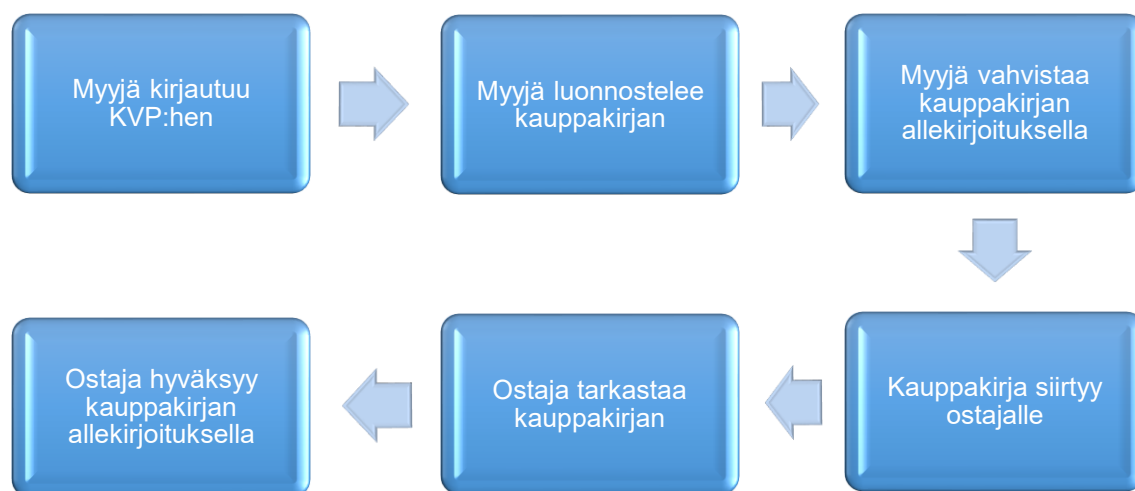 Myyjä kirjautuu
KVP:hen
Myyjä luonnostelee
kauppakirjan
Myyjä vahvistaa
kauppakirjan
allekirjoituksella
Kauppakirja siirtyy
ostajalle
Ostaja tarkastaa
kauppakirjan
Ostaja hyväksyy
kauppakirjan
allekirjoituksella